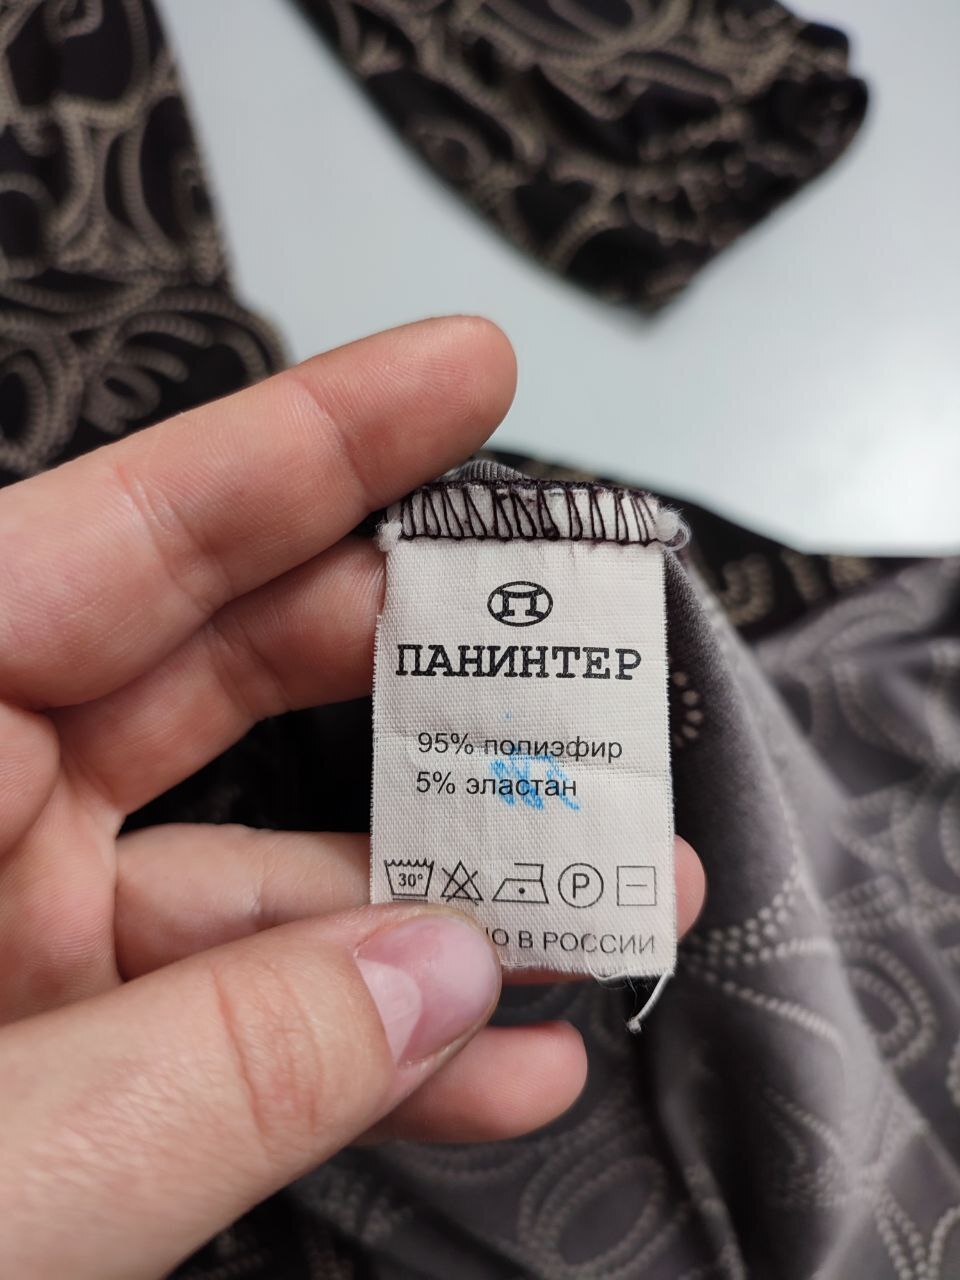 П
ПАНИНТЕР
95% полиэфир
5% эластан
30°
P
В РОССИИ